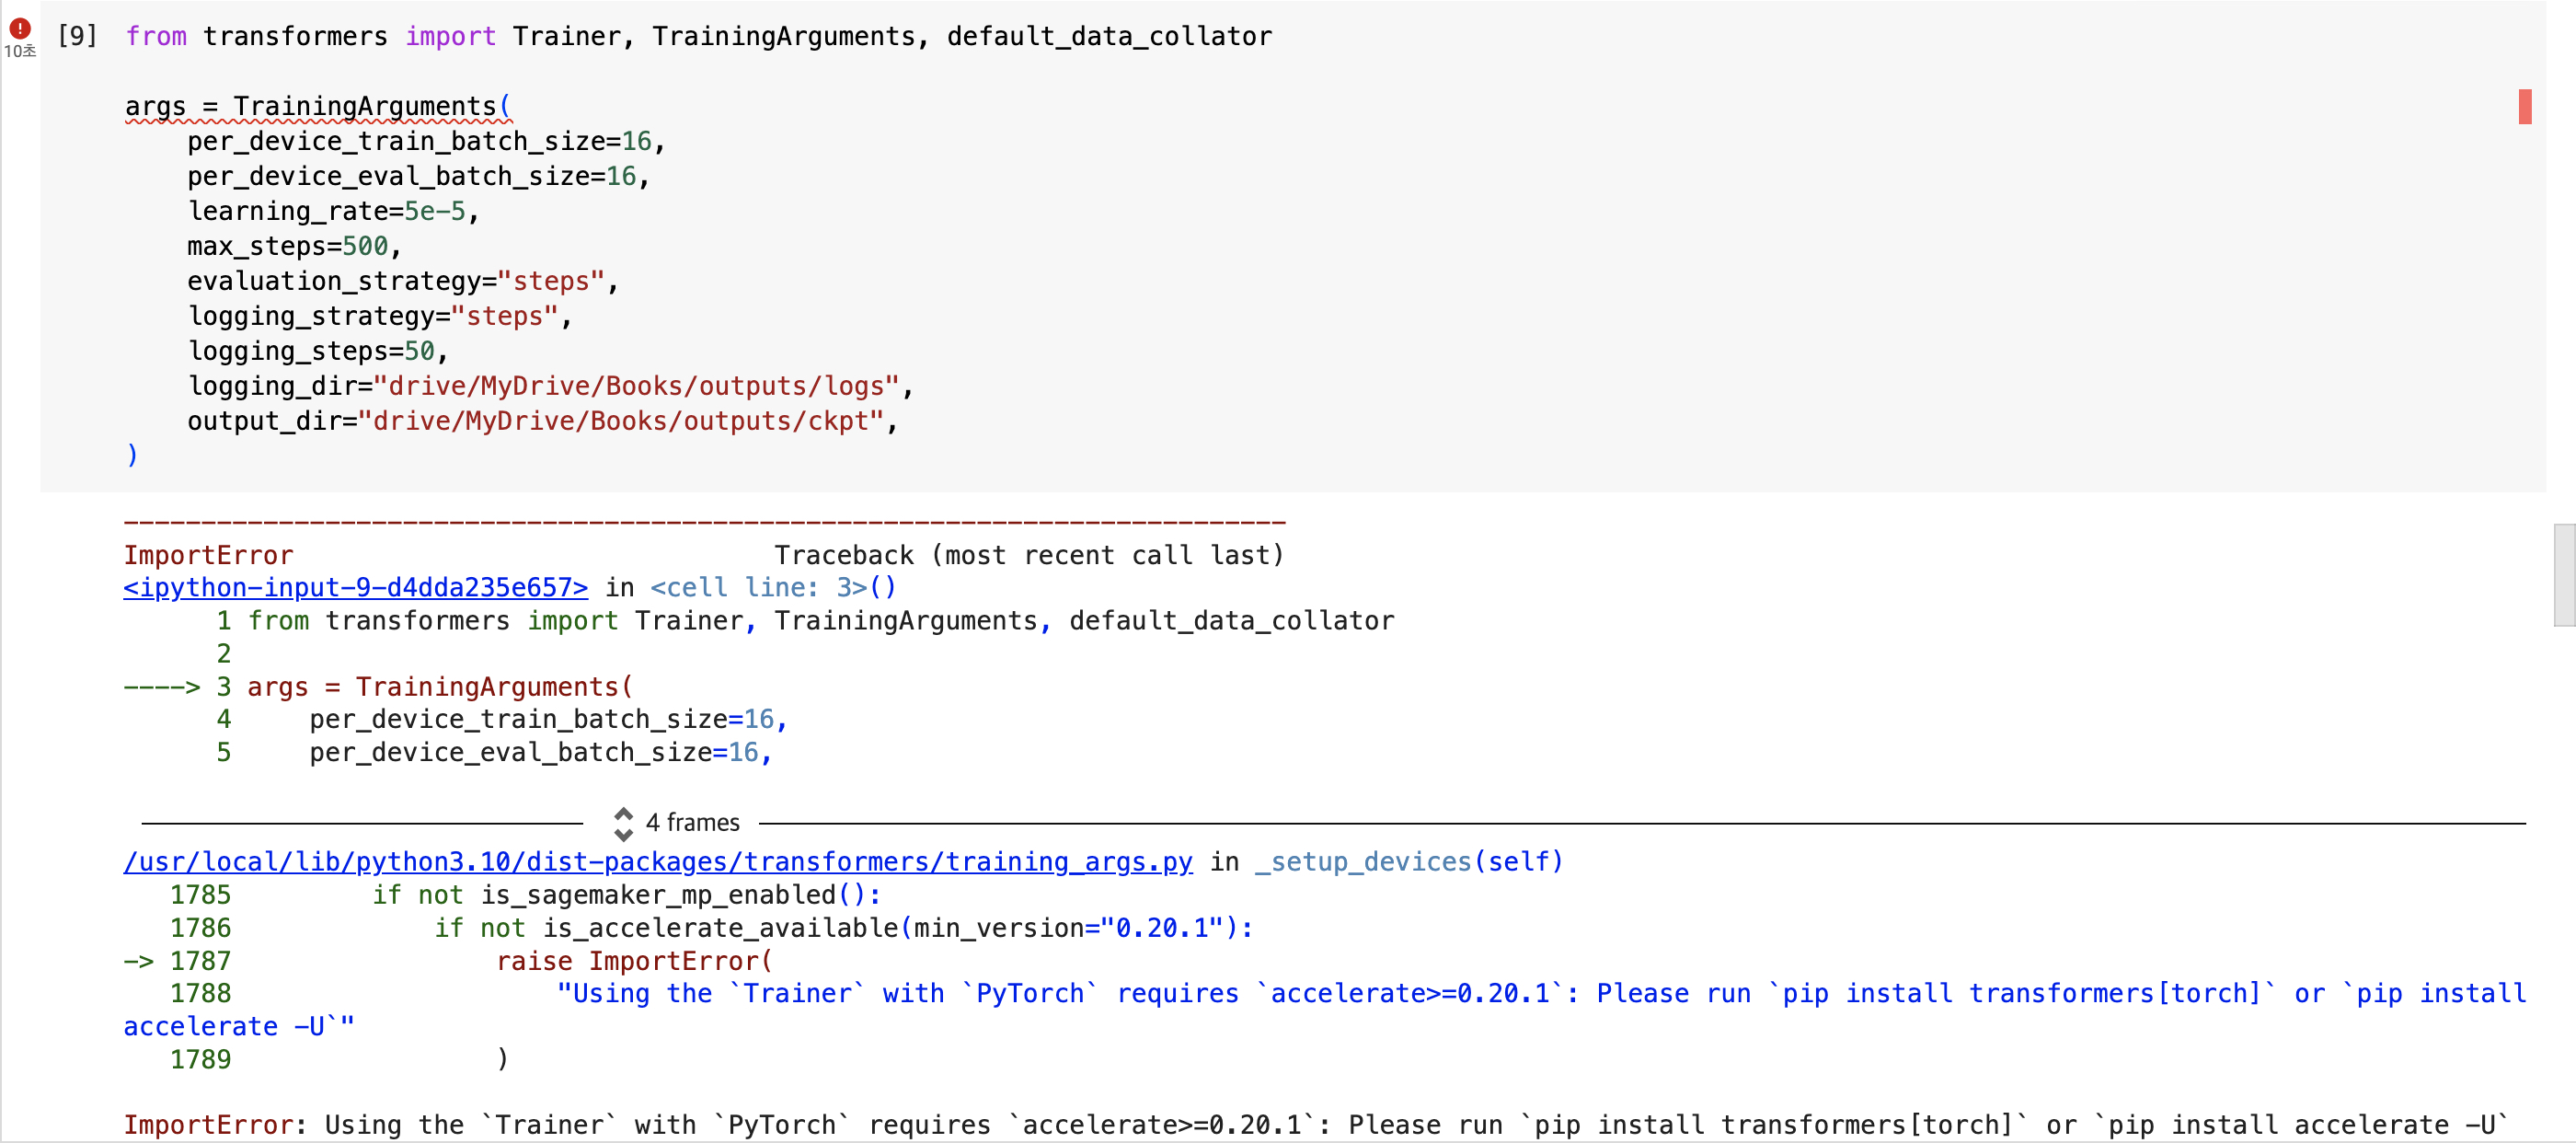 10초
[9] from transformers import Trainer, TrainingArguments, default_data_collator
args = TrainingArguments(
    per_device_train_batch_size=16,
    per_device_eval_batch_size=16,
    learning_rate=5e-5,
    max_steps=500,
    evaluation_strategy="steps",
    logging_strategy="steps",
    logging_steps=50,
    logging_dir="drive/MyDrive/Books/outputs/logs",
    output_dir="drive/MyDrive/Books/outputs/ckpt",
)
---------------------------------------------------------------------------
ImportError                               Traceback (most recent call last)
<ipython-input-9-d4dda235e657> in <cell line: 3>()
      1 from transformers import Trainer, TrainingArguments, default_data_collator
      2
----> 3 args = TrainingArguments(
      4     per_device_train_batch_size=16,
      5     per_device_eval_batch_size=16,
4 frames
/usr/local/lib/python3.10/dist-packages/transformers/training_args.py in _setup_devices(self)
   1785         if not is_sagemaker_mp_enabled():
   1786             if not is_accelerate_available(min_version="0.20.1"):
-> 1787                 raise ImportError(
   1788                     "Using the `Trainer` with `PyTorch` requires `accelerate>=0.20.1`: Please run `pip install transformers[torch]` or `pip install
accelerate -U`"
   1789                 )
ImportError: Using the `Trainer` with `PyTorch` requires `accelerate>=0.20.1`: Please run `pip install transformers[torch]` or `pip install accelerate -U`